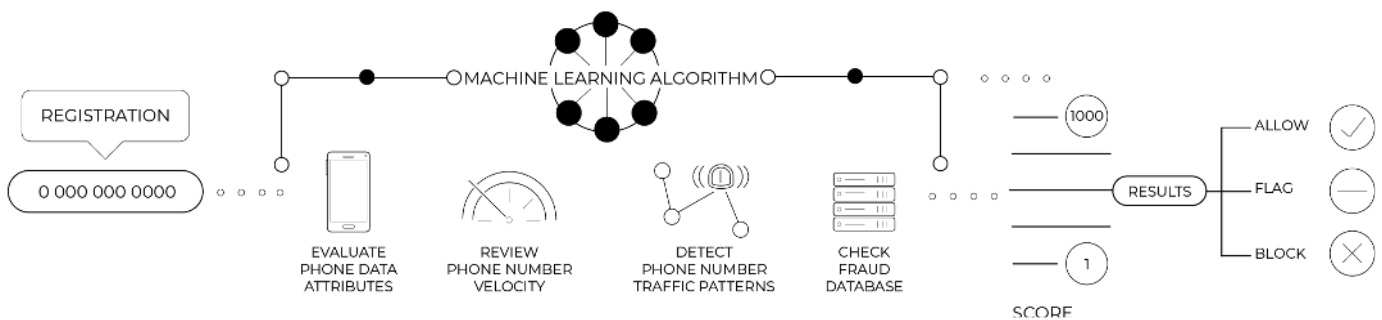 REGISTRATION
0 000 000 0000
MACHINE LEARNING ALGORITHM
EVALUATE
PHONE DATA
ATTRIBUTES
REVIEW
PHONE NUMBER
VELOCITY
DETECT
PHONE NUMBER
TRAFFIC PATTERNS
CHECK
FRAUD
DATABASE
1000
1
SCORE
RESULTS
ALLOW
FLAG
BLOCK